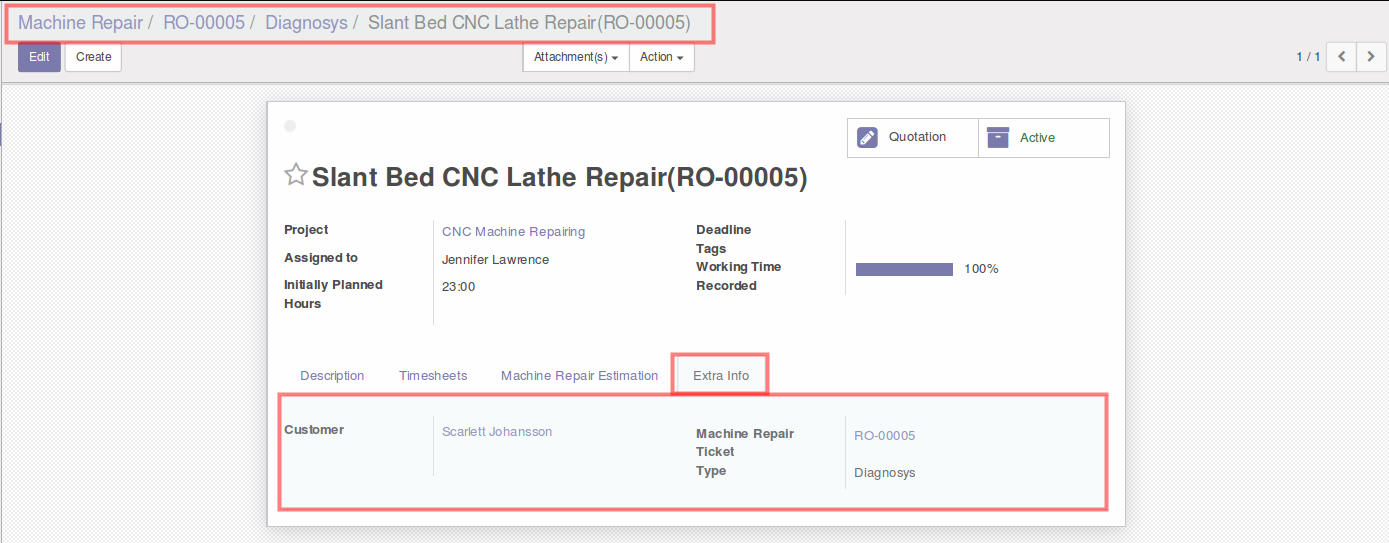 Machine Repair / RO-00005 / Diagnosys / Slant Bed CNC Lathe Repair(RO-00005)
Edit Create Attachment(s) Action 1 / 1
Quotation Active
Slant Bed CNC Lathe Repair(RO-00005)
Project CNC Machine Repairing Deadline
Tags
Assigned to Jennifer Lawrence Working Time Recorded 100%
Initially Planned Hours 23:00
Description Timesheets Machine Repair Estimation Extra Info
Customer Scarlett Johansson Machine Repair Ticket RO-00005
Type Diagnosys